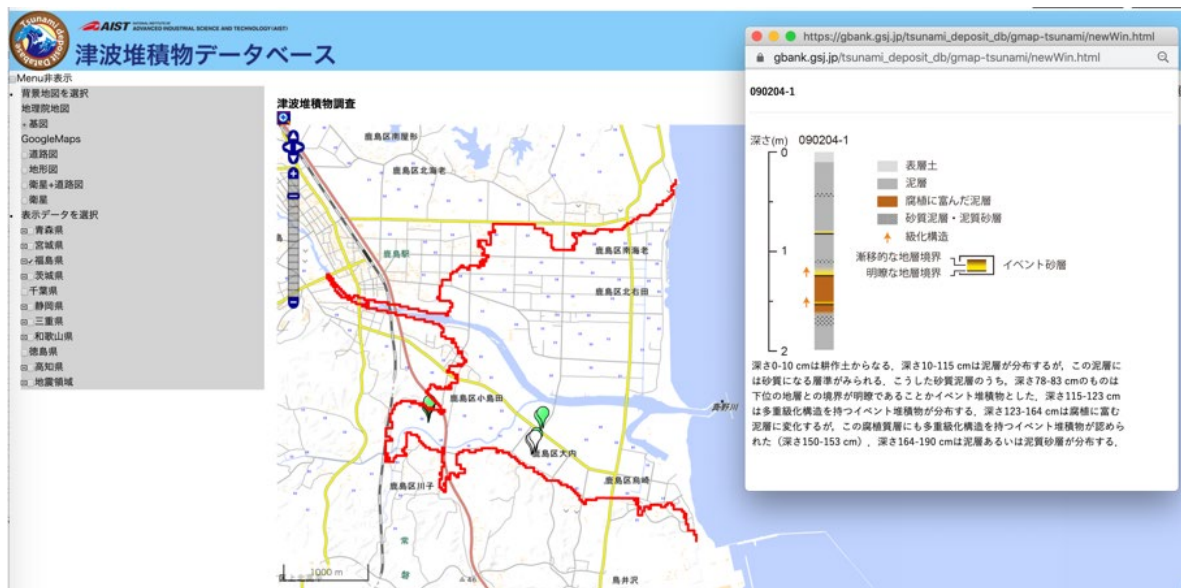 Tsunami deposit Database
AIST NATIONAL INSTITUTE OF
ADVANCED INDUSTRIAL SCIENCE AND TECHNOLOGY (AIST)
津波堆積物データベース
Menu非表示
背景地図を選択
地理院地図
基図
GoogleMaps
道路図
地形図
衛星+道路図
衛星
表示データを選択
青森県
宮城県
福島県
茨城県
千葉県
静岡県
三重県
和歌山県
徳島県
高知県
地震領域
津波堆積物調査
鹿島区南屋形
鹿島区北海老
鹿島駅
鹿島区南海老
鹿島区北右田
鹿島区小島田
鹿島区大内
鹿島区川子
鹿島区烏崎
真野川
常
磐
46
鳥井沢
1000 m
https://gbank.gsj.jp/tsunami_deposit_db/gmap-tsunami/newWin.html
gbank.gsj.jp/tsunami_deposit_db/gmap-tsunami/newWin.html
090204-1
深さ(m) 090204-1
0
1
2
表層土
泥層
腐植に富んだ泥層
砂質泥層・泥質砂層
級化構造
漸移的な地層境界
明瞭な地層境界
イベント砂層
深さ0-10 cmは耕作土からなる．深さ10-115 cmは泥層が分布するが，この泥層に
は砂質になる層準がみられる．こうした砂質泥層のうち，深さ78-83 cmのものは
下位の地層との境界が明瞭であることかイベント堆積物とした．深さ115-123 cm
は多重級化構造を持つイベント堆積物が分布する．深さ123-164 cmは腐植に富む
泥層に変化するが，この腐植質層にも多重級化構造を持つイベント堆積物が認めら
れた（深さ150-153 cm）．深さ164-190 cmは泥層あるいは泥質砂層が分布する．